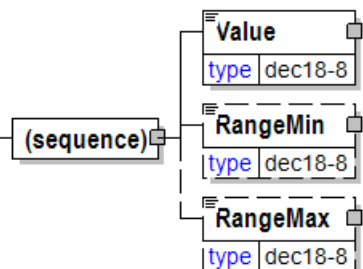 Value
type dec18-8
(sequence)
RangeMin
type dec18-8
RangeMax
type dec18-8